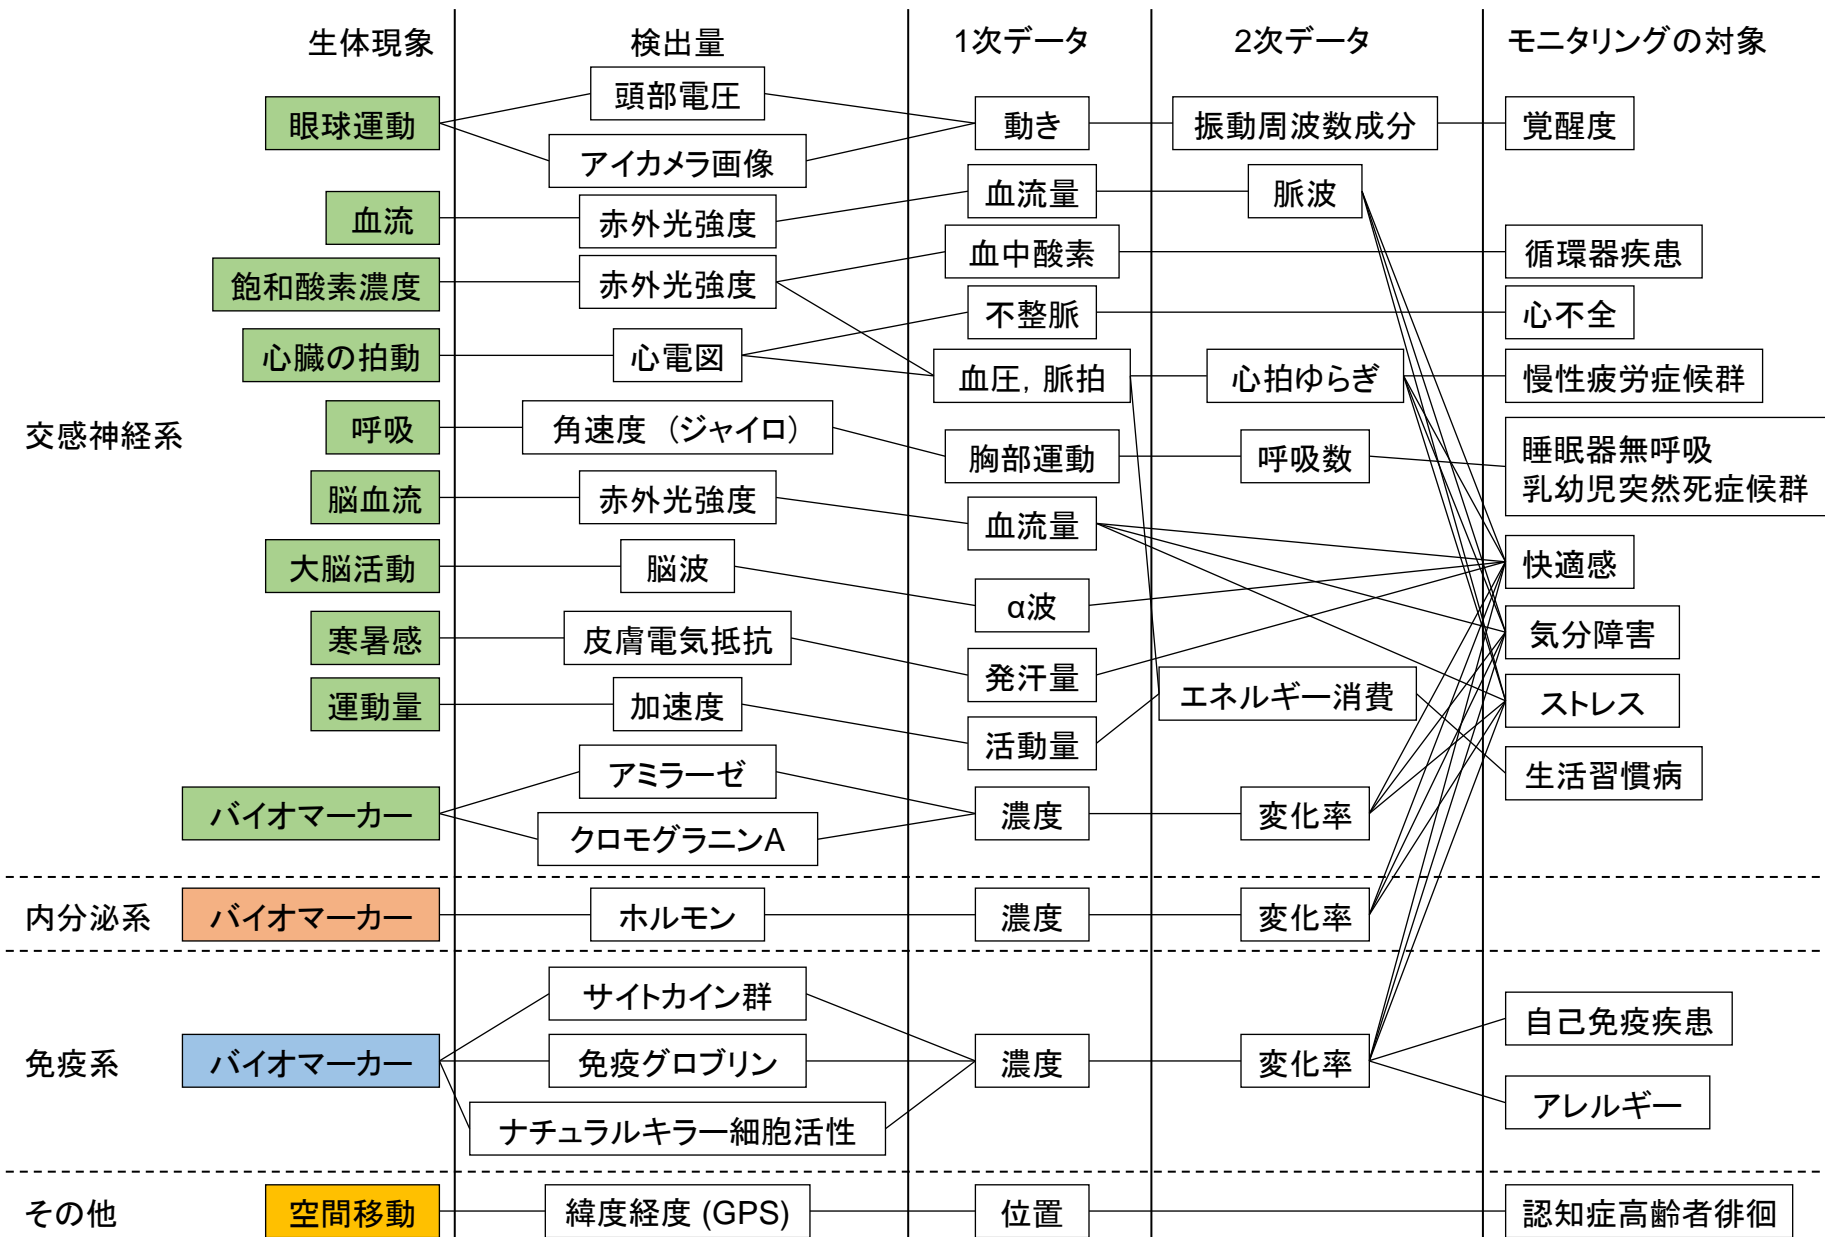 生体現象
検出量
1次データ
2次データ
モニタリングの対象
交感神経系
眼球運動
頭部電圧
アイカメラ画像
動き
振動周波数成分
覚醒度
血流
赤外光強度
血流量
脈波
飽和酸素濃度
赤外光強度
血中酸素
循環器疾患
不整脈
心不全
心臓の拍動
心電図
血圧, 脈拍
心拍ゆらぎ
慢性疲労症候群
呼吸
角速度 (ジャイロ)
胸部運動
呼吸数
睡眠器無呼吸
乳幼児突然死症候群
脳血流
赤外光強度
血流量
快適感
大脳活動
脳波
α波
気分障害
寒暑感
皮膚電気抵抗
発汗量
エネルギー消費
ストレス
運動量
加速度
活動量
生活習慣病
バイオマーカー
アミラーゼ
クロモグラニンA
濃度
変化率
内分泌系
バイオマーカー
ホルモン
濃度
変化率
免疫系
バイオマーカー
サイトカイン群
免疫グロブリン
ナチュラルキラー細胞活性
濃度
変化率
自己免疫疾患
アレルギー
その他
空間移動
緯度経度 (GPS)
位置
認知症高齢者徘徊